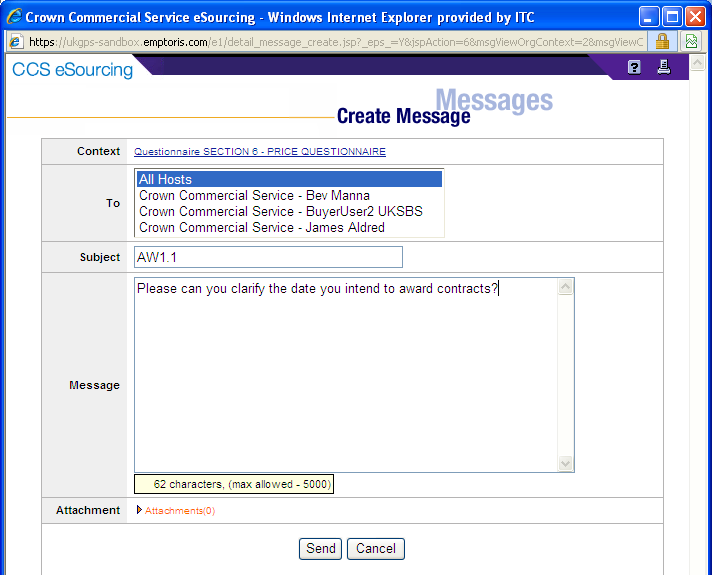 Crown Commercial Service eSourcing - Windows Internet Explorer provided by ITC
https://ukgps-sandbox.emptoris.com/e1/detail_message_create.jsp?_eps_=Y&jspAction=6&msgViewOrgContext=2&msgViewC
CCS eSourcing
?
Messages
Create Message
Context Questionnaire SECTION 6 - PRICE QUESTIONNAIRE
To
All Hosts
Crown Commercial Service - Bev Manna
Crown Commercial Service - BuyerUser2 UKSBS
Crown Commercial Service - James Aldred
Subject AW1.1
Please can you clarify the date you intend to award contracts?
Message
62 characters, (max allowed - 5000)
Attachment Attachments(0)
Send Cancel